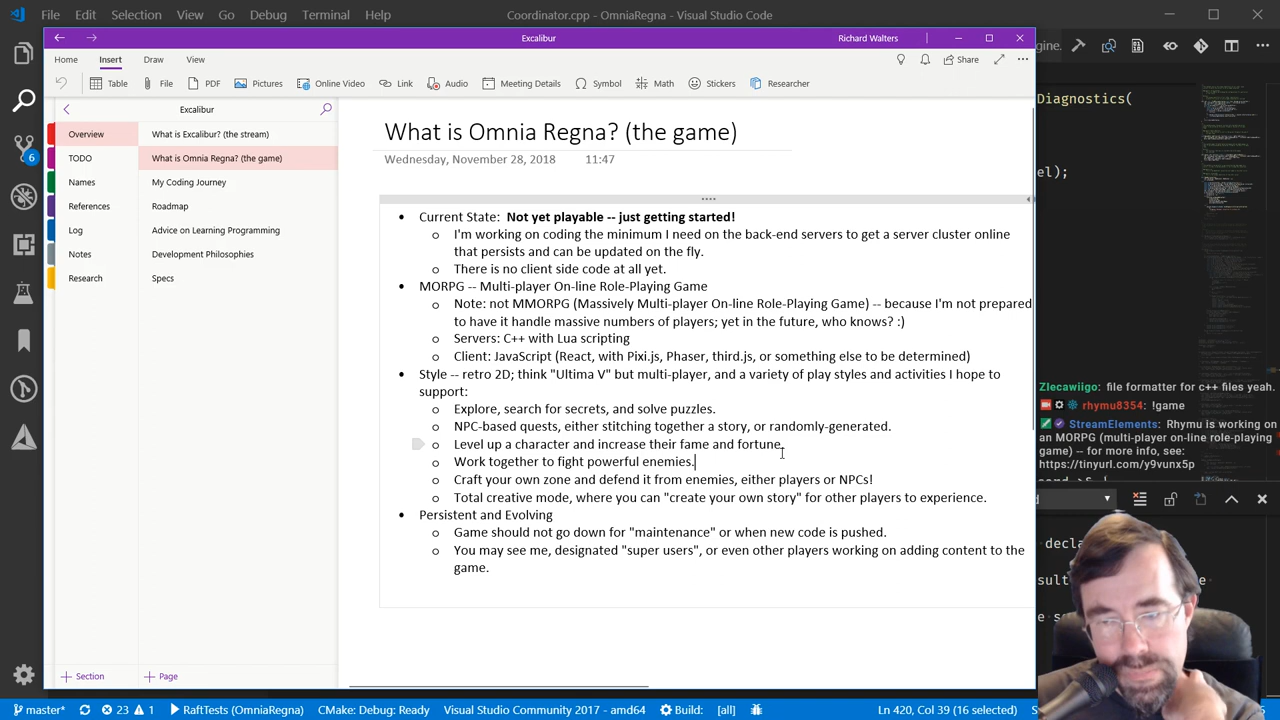 File Edit Selection View Go Debug Terminal Help Coordinator.cpp - OmniaRegna - Visual Studio Code
Excalibur Richard Walters
Home Insert Draw View Share
Table File PDF Pictures Online Video Link Audio Meeting Details Symbol Math Stickers Researcher
Excalibur
Overview
TODO
Names
References
Log
Notes
Research
What is Excalibur? (the stream)
What is Omnia Regna? (the game)
My Coding Journey
Roadmap
Advice on Learning Programming
Development Philosophies
Specs
Section Page
What is Omnia Regna? (the game)
Wednesday, November 28, 2018 11:47
• Current State: Not yet playable -- just getting started!
o I'm working on coding the minimum I need on the back-end servers to get a server cluster online
that persists and can be updated on the fly.
o There is no client side code at all yet.
• MORPG -- Multi-player On-line Role-Playing Game
o Note: not MMORPG (Massively Multi-player On-line Role-Playing Game) -- because I'm not prepared
to have it handle massive numbers of players; yet in the future, who knows? :)
o Servers: C++ with Lua scripting
o Client: JavaScript (React, with Pixi.js, Phaser, third.js, or something else to be determined)
• Style -- retro 2D; think "Ultima V" but multi-player, and a variety of play styles and activities I hope to
support:
o Explore, search for secrets, and solve puzzles.
o NPC-based quests, either stitching together a story, or randomly-generated.
o Level up a character and increase their fame and fortune.
o Work together to fight powerful enemies.
o Craft your own zone and defend it from enemies, either players or NPCs!
o Total creative mode, where you can "create your own story" for other players to experience.
• Persistent and Evolving
o Game should not go down for "maintenance" or when new code is pushed.
o You may see me, designated "super users", or even other players working on adding content to the
game.
gine.
Diagnostics(
el);
Zlecawiigo: file formatter for c++ files yeah.
rhymu8354: !game
StreamElements: Rhymu is working on
an MORPG (multi-player on-line role-playing
game) -- for more info, see:
https://tinyurl.com/y9vunx5p
6
master* 23 1 RaftTests (OmniaRegna) CMake: Debug: Ready Visual Studio Community 2017 - amd64 Build: [all] Ln 420, Col 39 (16 selected)